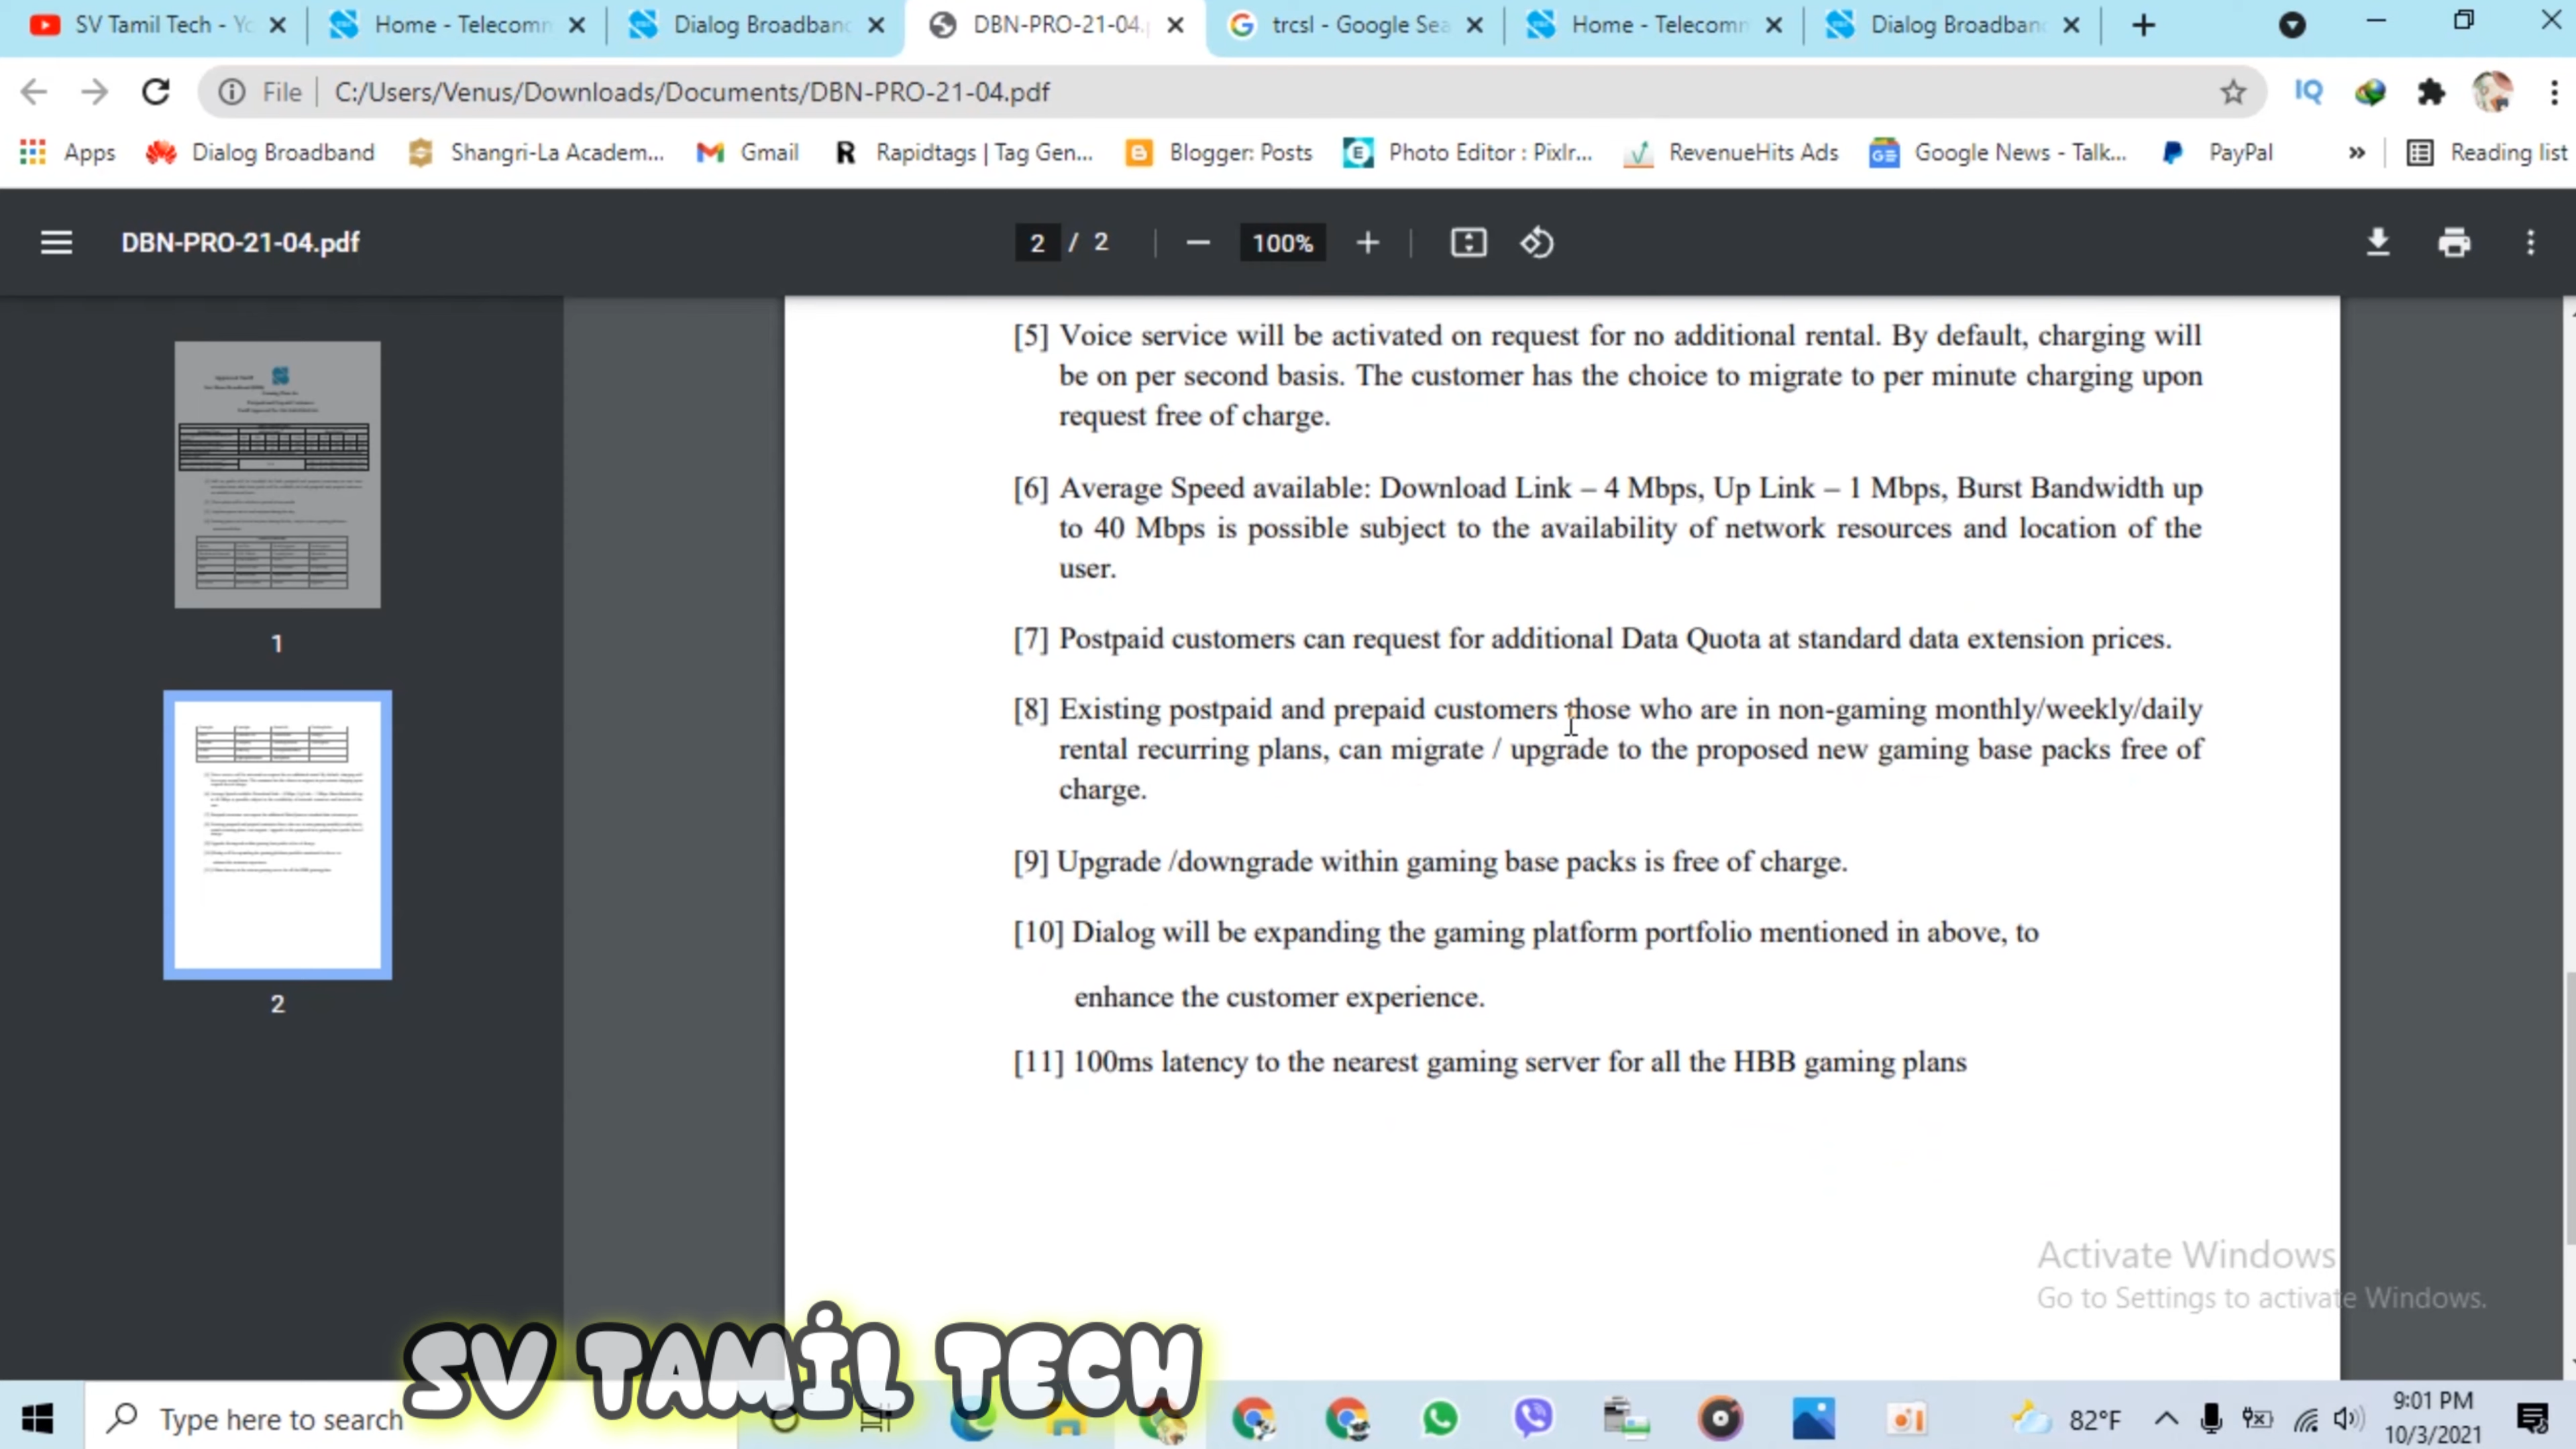 SV Tamil Tech - Yo
Home - Telecomm
Dialog Broadband
DBN-PRO-21-04.p
trcsl - Google Sea
Home - Telecomm
Dialog Broadband
File
C:/Users/Venus/Downloads/Documents/DBN-PRO-21-04.pdf
IQ
Apps
Dialog Broadband
Shangri-La Academ...
Gmail
Rapidtags | Tag Gen...
Blogger: Posts
Photo Editor : Pixlr...
RevenueHits Ads
Google News - Talk...
PayPal
»
Reading list
DBN-PRO-21-04.pdf
2 / 2
100%
1
2
[5] Voice service will be activated on request for no additional rental. By default, charging will
be on per second basis. The customer has the choice to migrate to per minute charging upon
request free of charge.
[6] Average Speed available: Download Link – 4 Mbps, Up Link – 1 Mbps, Burst Bandwidth up
to 40 Mbps is possible subject to the availability of network resources and location of the
user.
[7] Postpaid customers can request for additional Data Quota at standard data extension prices.
[8] Existing postpaid and prepaid customers those who are in non-gaming monthly/weekly/daily
rental recurring plans, can migrate / upgrade to the proposed new gaming base packs free of
charge.
[9] Upgrade /downgrade within gaming base packs is free of charge.
[10] Dialog will be expanding the gaming platform portfolio mentioned in above, to
enhance the customer experience.
[11] 100ms latency to the nearest gaming server for all the HBB gaming plans
Activate Windows
Go to Settings to activate Windows.
SV TAMİL TECH
Type here to search
82°F
9:01 PM
10/3/2021